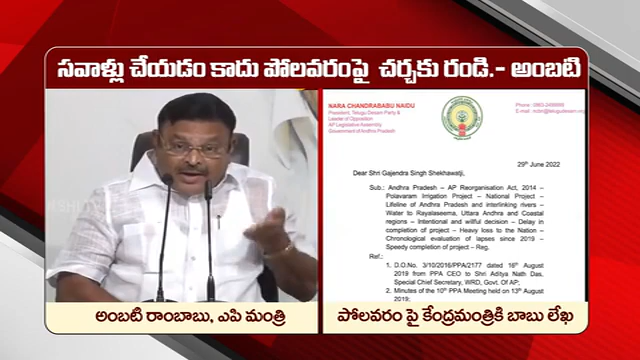 సవాళ్లు చేయడం కాదు పోలవరంపై చర్చకు రండి.- అంబటి
NARA CHANDRABABU NAIDU
President, Telugu Desam Party &
Leader of Opposition
AP Legislative Assembly
Government of Andhra Pradesh
29th June 2022
Dear Shri Gajendra Singh Shekhawatji,
Sub.: Andhra Pradesh – AP Reorganisation Act, 2014 –
Polavaram Irrigation Project – National Project –
Lifeline of Andhra Pradesh and interlinking rivers –
Water to Rayalaseema, Uttara Andhra and Coastal
regions – Intentional and willful decision – Delay in
completion of project – Heavy loss to the Nation –
Chronological evaluation of lapses since 2019 –
Speedy completion of project – Reg.
Ref.:
1. D.O.No. 3/10/2016/PPA/2177 dated 16th August
2019 from PPA CEO to Shri Aditya Nath Das,
Special Chief Secretary, WRD, Govt. Of AP;
2. Minutes of the 10th PPA Meeting held on 13th August
2019;
అంబటి రాంబాబు, ఎపి మంత్రి
పోలవరం పై కేంద్రమంత్రికి బాబు లేఖ